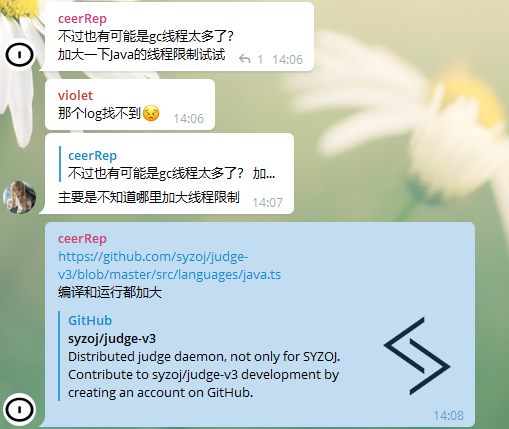 ceerRep
不过也有可能是gc线程太多了？
加大一下java的线程限制试试
1 14:06
violet
那个log找不到😣
14:06
ceerRep
不过也有可能是gc线程太多了？ 加...
主要是不知道哪里加大线程限制
14:07
ceerRep
https://github.com/syzoj/judge-
v3/blob/master/src/languages/java.ts
编译和运行都加大
GitHub
syzoj/judge-v3
Distributed judge daemon, not only for SYZOJ.
Contribute to syzoj/judge-v3 development by
creating an account on GitHub.
14:08